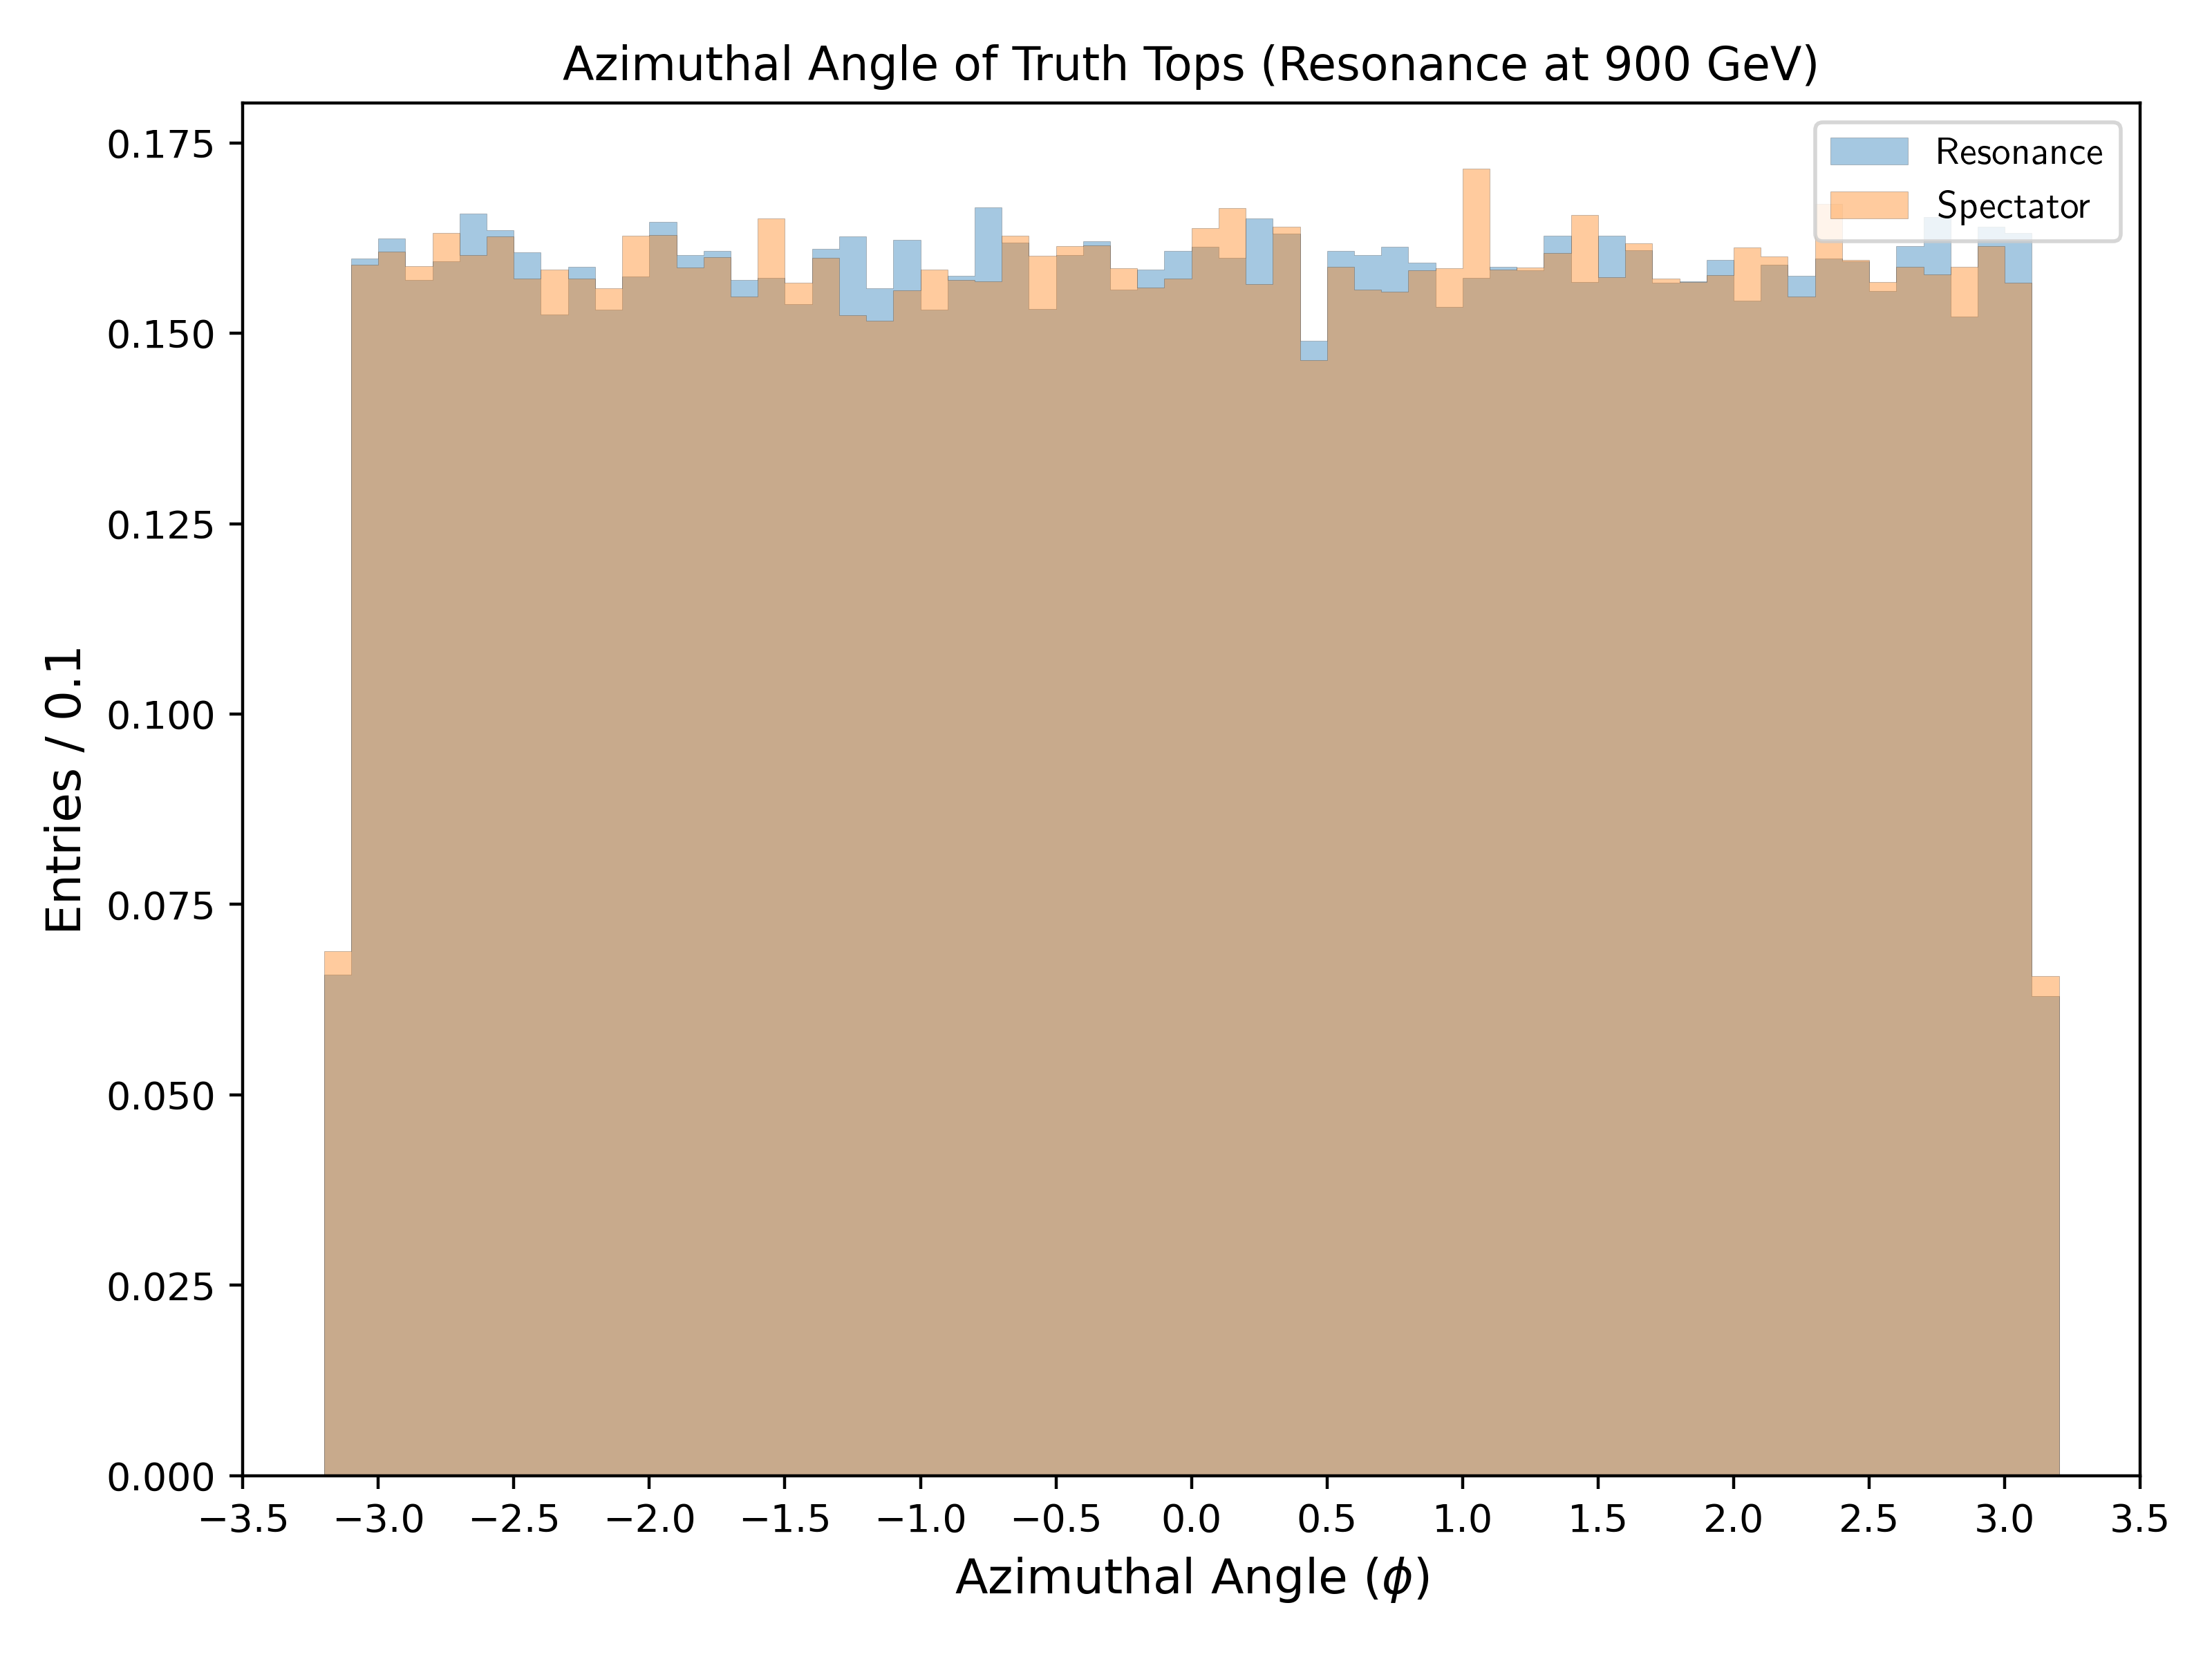 Azimuthal Angle of Truth Tops (Resonance at 900 GeV)
Resonance
Spectator
Entries / 0.1
0.175
0.150
0.125
0.100
0.075
0.050
0.025
0.000
−3.5 −3.0 −2.5 −2.0 −1.5 −1.0 −0.5 0.0 0.5 1.0 1.5 2.0 2.5 3.0 3.5
Azimuthal Angle (ϕ)